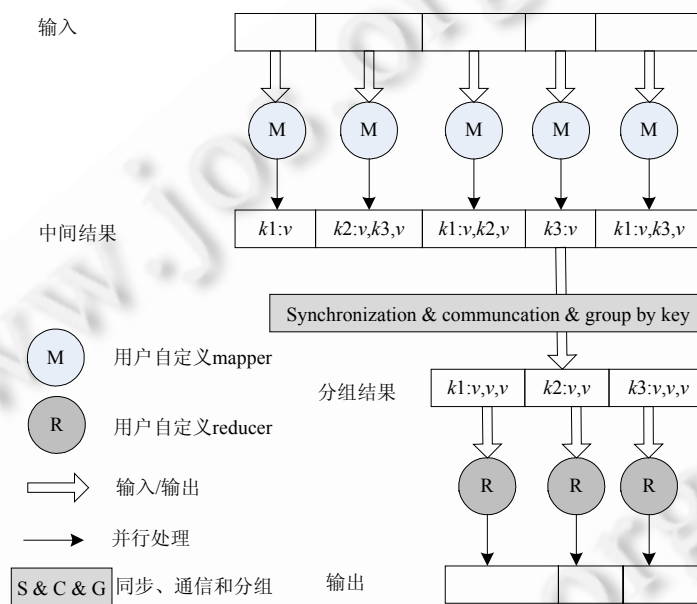 输入
M M M M M
中间结果
k1:v k2:v,k3,v k1:v,k2,v k3:v k1:v,k3,v
Synchronization & communcation & group by key
M 用户自定义mapper
分组结果
k1:v,v,v k2:v,v k3:v,v,v
R 用户自定义reducer
R R R
输入/输出
并行处理
S & C & G 同步、通信和分组
输出